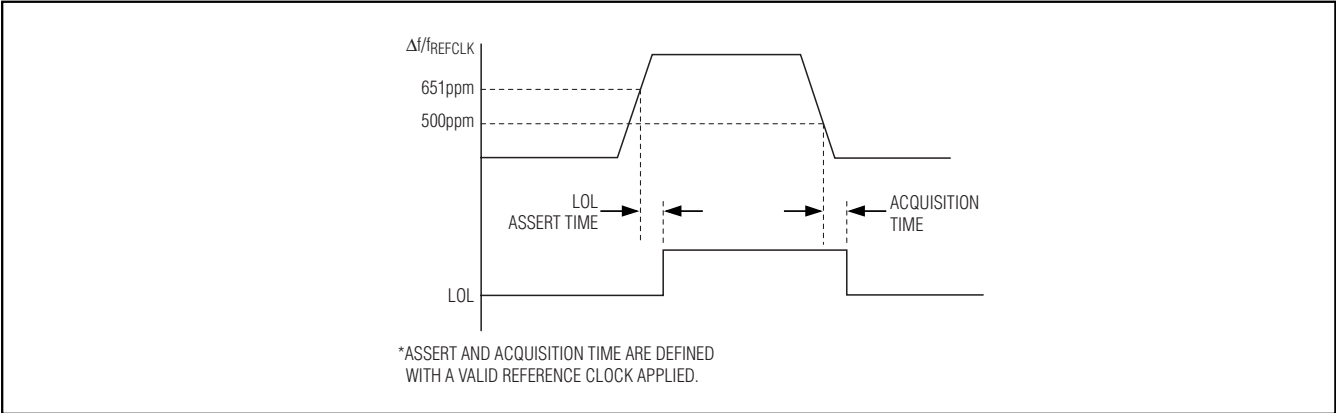 Δf/fREFCLK
651ppm
500ppm
LOL
ASSERT TIME
ACQUISITION
TIME
LOL
*ASSERT AND ACQUISITION TIME ARE DEFINED
WITH A VALID REFERENCE CLOCK APPLIED.